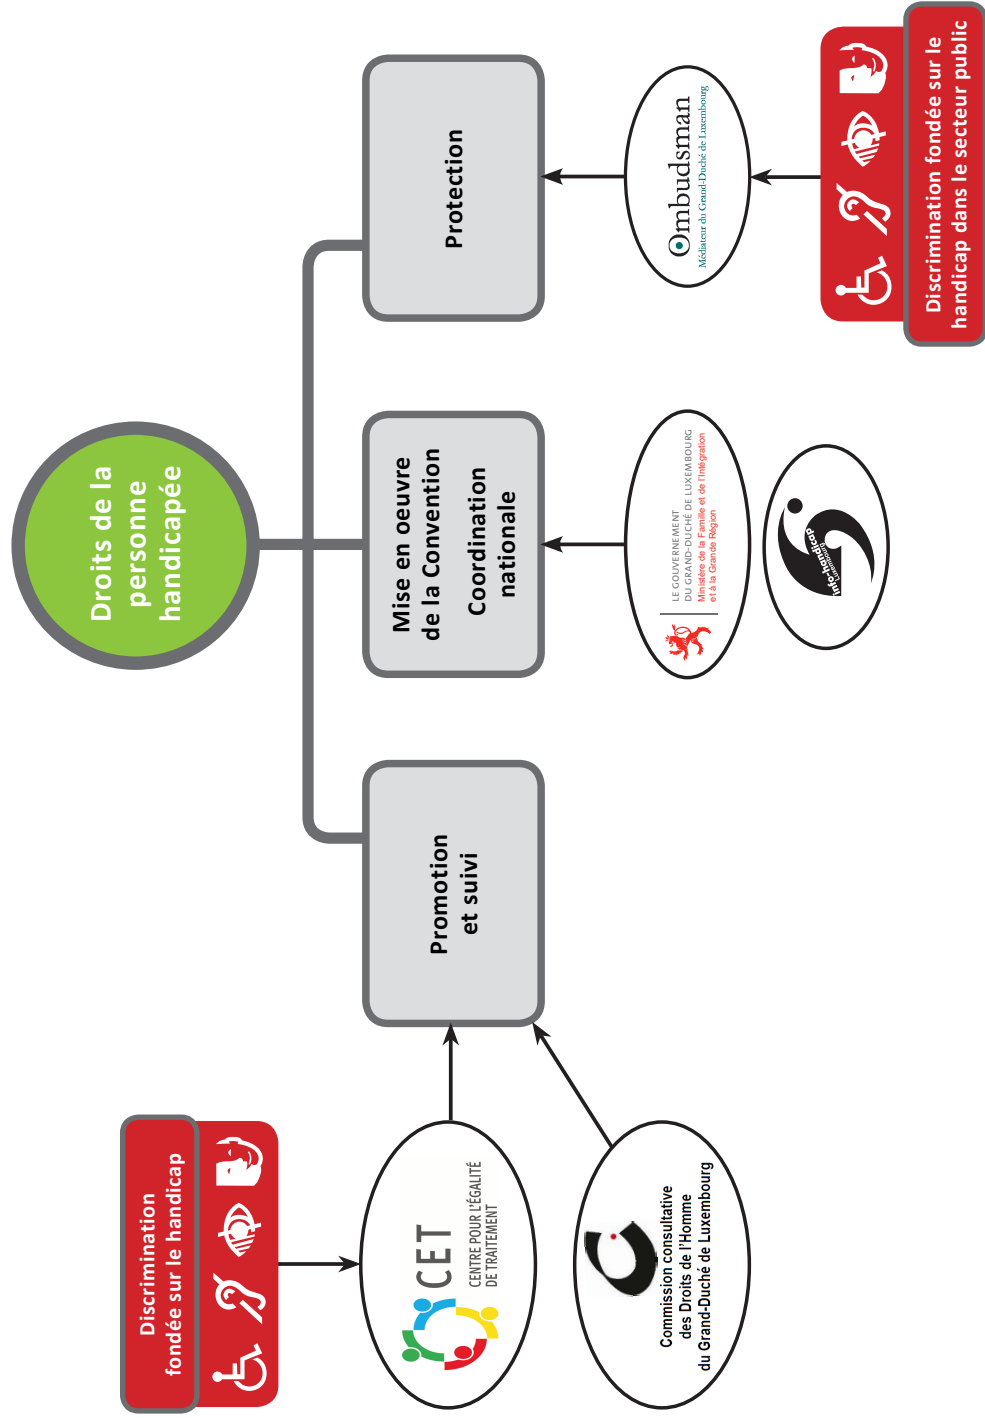 Droits de la
personne
handicapée
Promotion
et suivi
Mise en oeuvre
de la Convention
Coordination
nationale
Protection
Discrimination
fondée sur le handicap
CET
CENTRE POUR L'ÉGALITÉ
DE TRAITEMENT
Commission consultative
des Droits de l'Homme
du Grand-Duché de Luxembourg
LE GOUVERNEMENT
DU GRAND-DUCHÉ DE LUXEMBOURG
Ministère de la Famille et de l'Intégration
et à la Grande Région
info-handicap
Luxembourg
Ombudsman
Médiateur du Grand-Duché de Luxembourg
Discrimination fondée sur le
handicap dans le secteur public